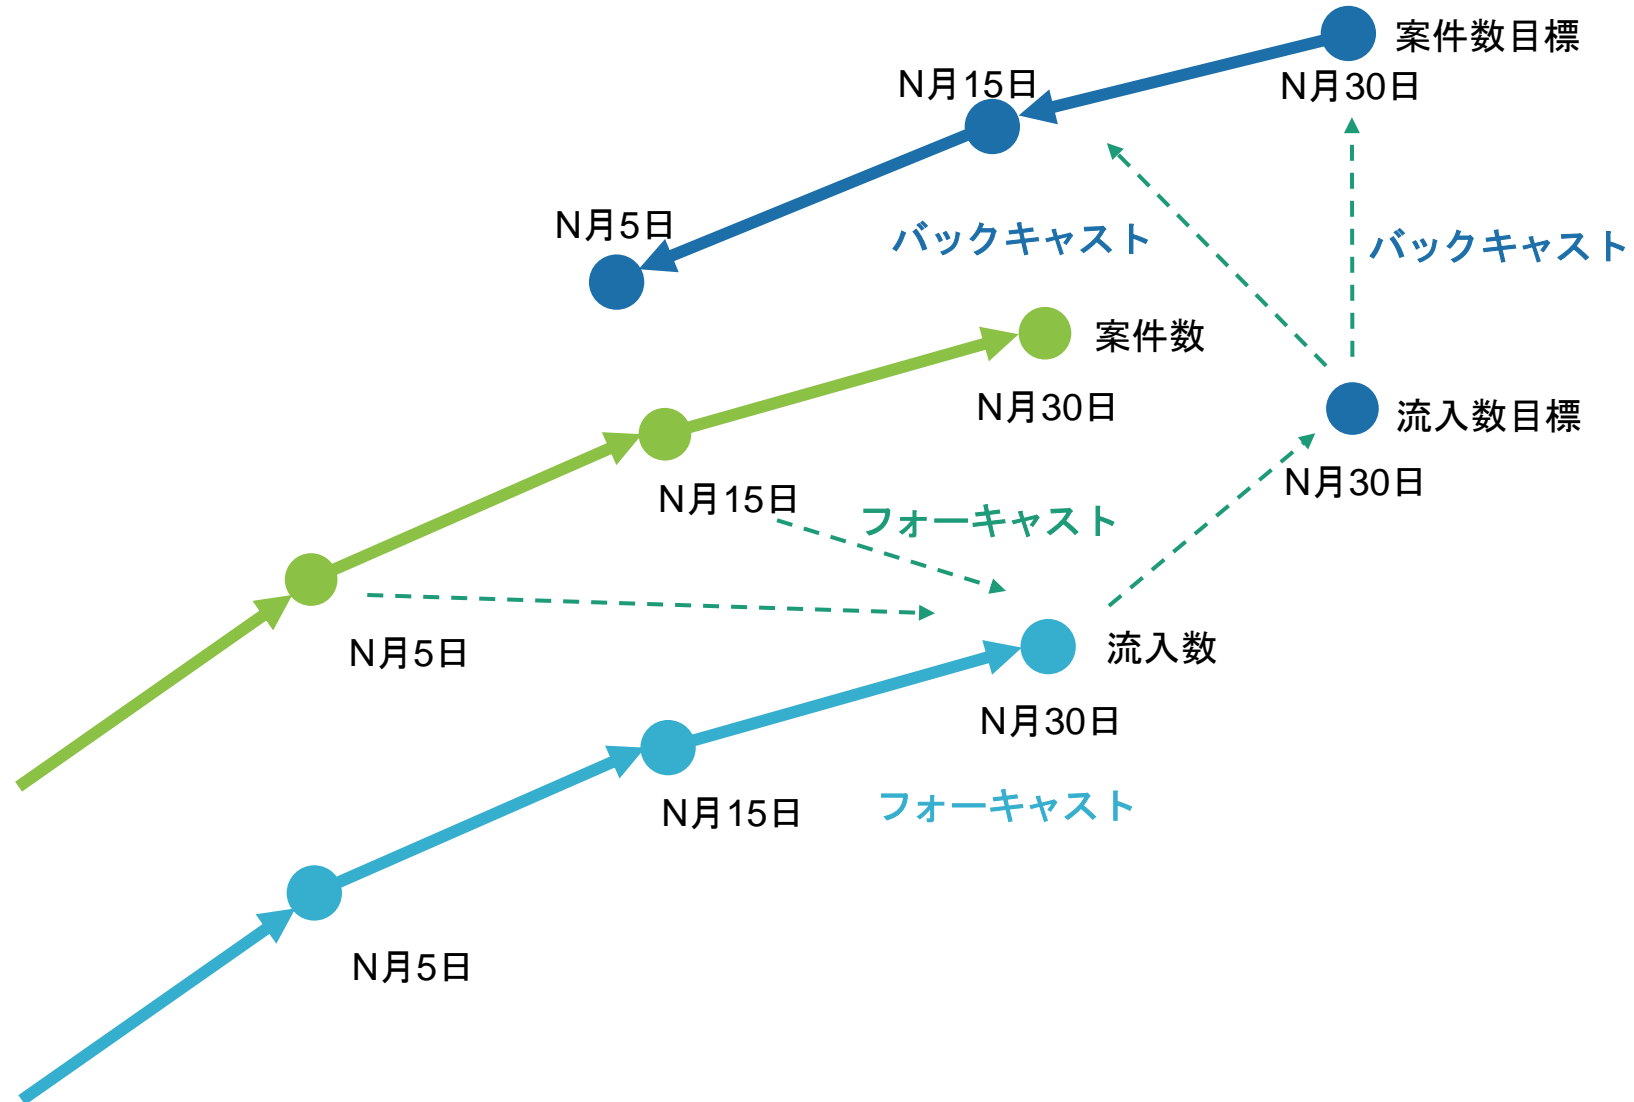 案件数目標
N月30日
N月15日
N月5日
バックキャスト
バックキャスト
案件数
N月30日
流入数目標
N月30日
N月15日
フォーキャスト
N月5日
流入数
N月30日
N月15日
フォーキャスト
N月5日